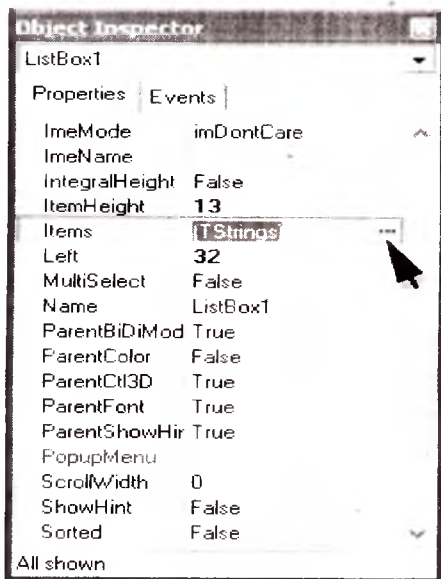 Object Inspector
ListBox1
Properties Events
ImeMode imDontCare
ImeName
IntegralHeight False
ItemHeight 13
Items (TStrings) ...
Left 32
MultiSelect False
Name ListBox1
ParentBiDiMod True
ParentColor False
ParentCtl3D True
ParentFont True
ParentShowHir True
PopupMenu
ScrollWidth 0
ShowHint False
Sorted False
All shown